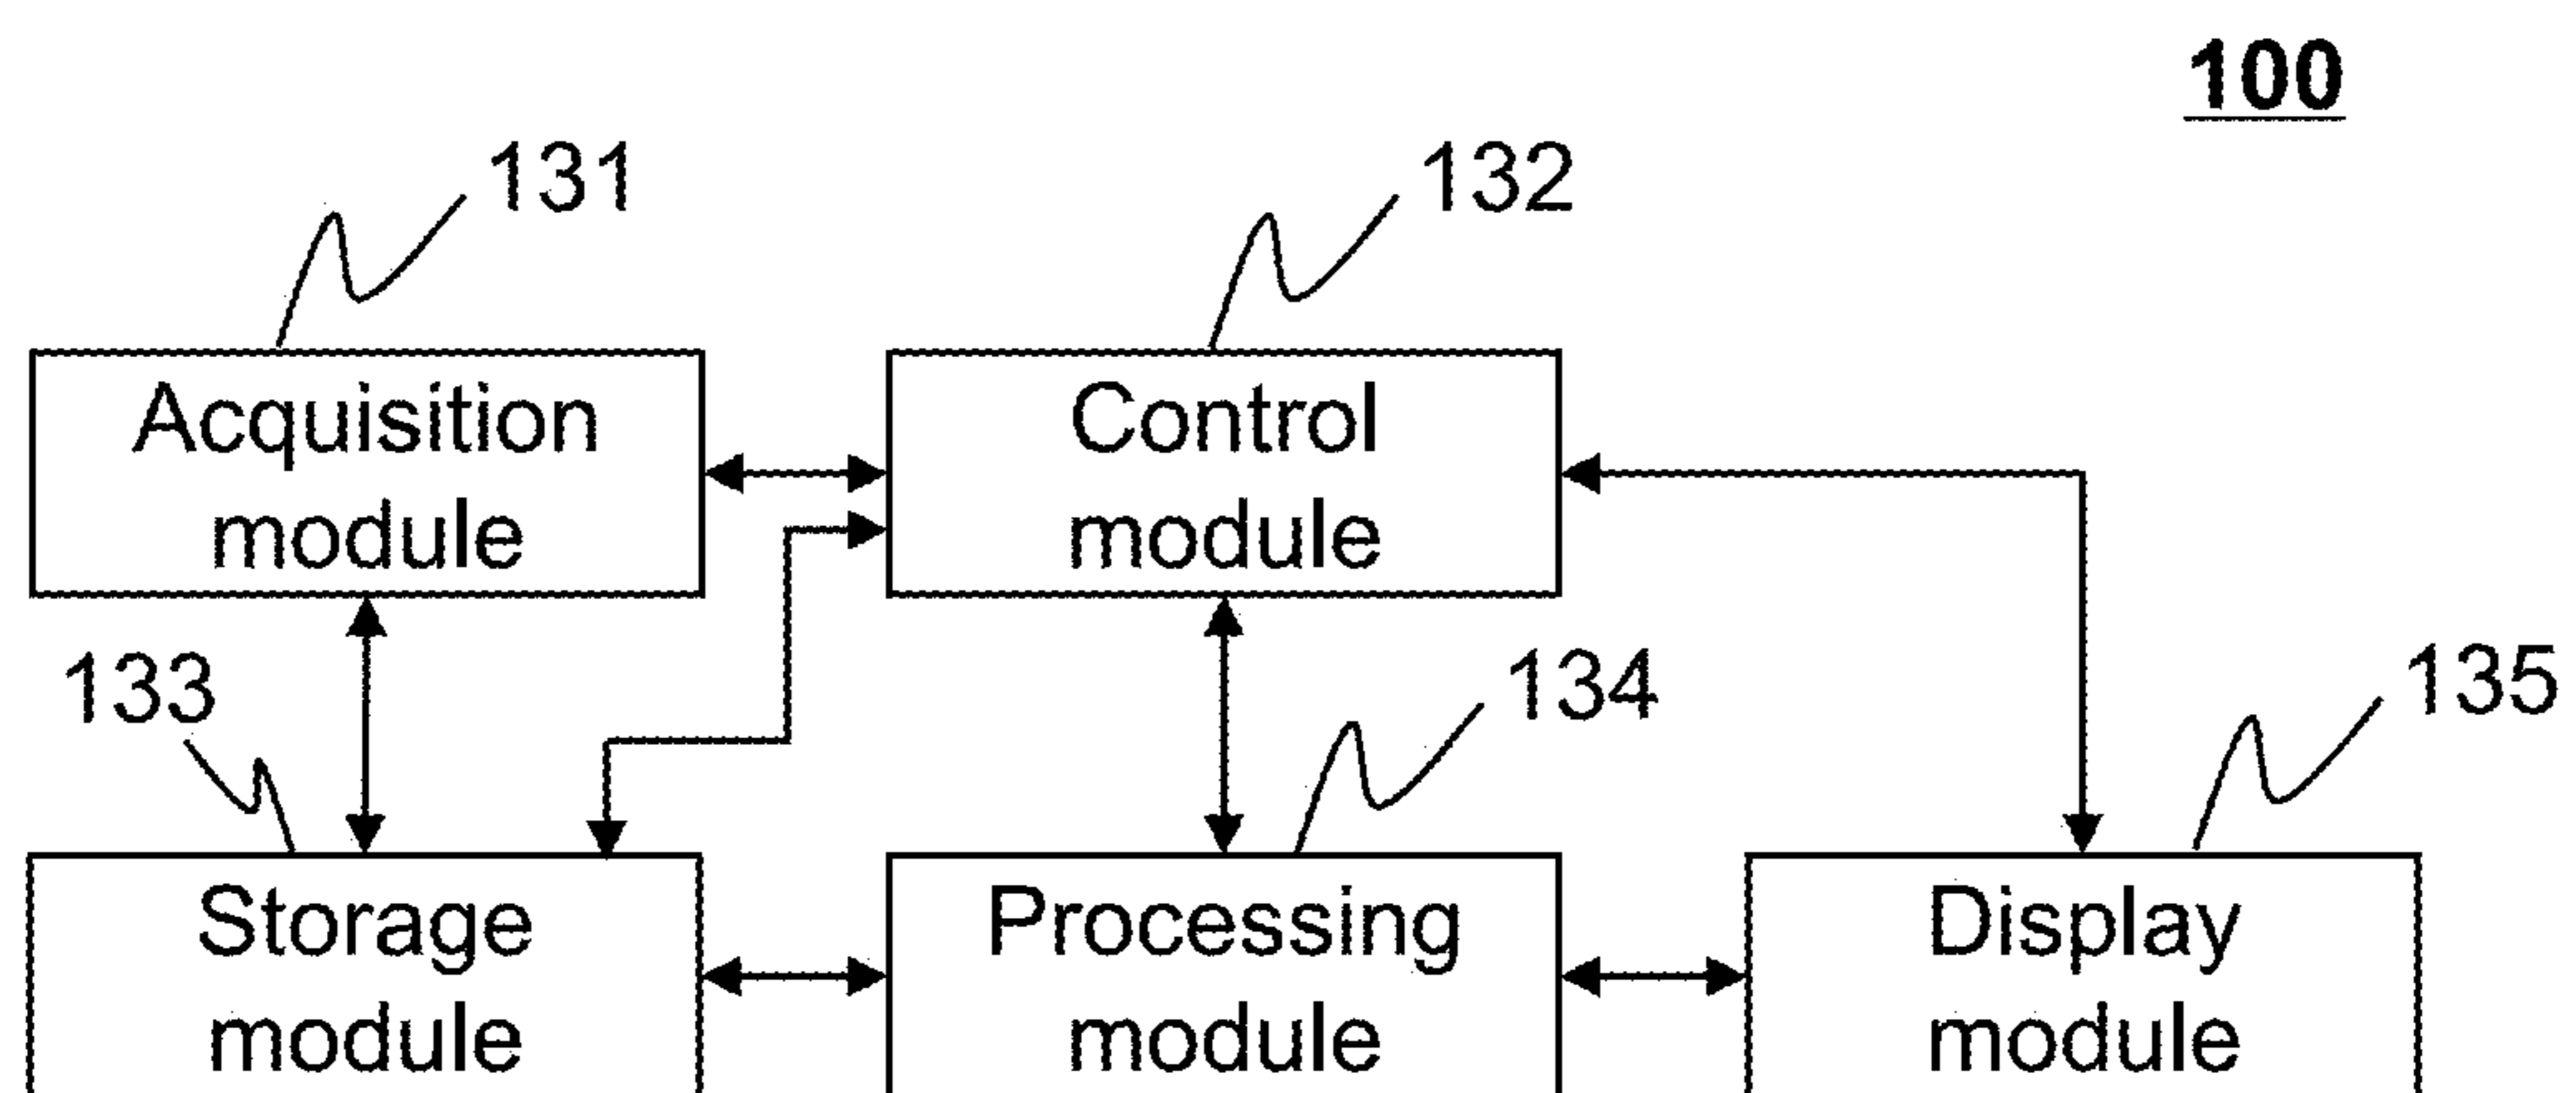 100
131
132
Acquisition
module
Control
module
133
134
135
Storage
module
Processing
module
Display
module